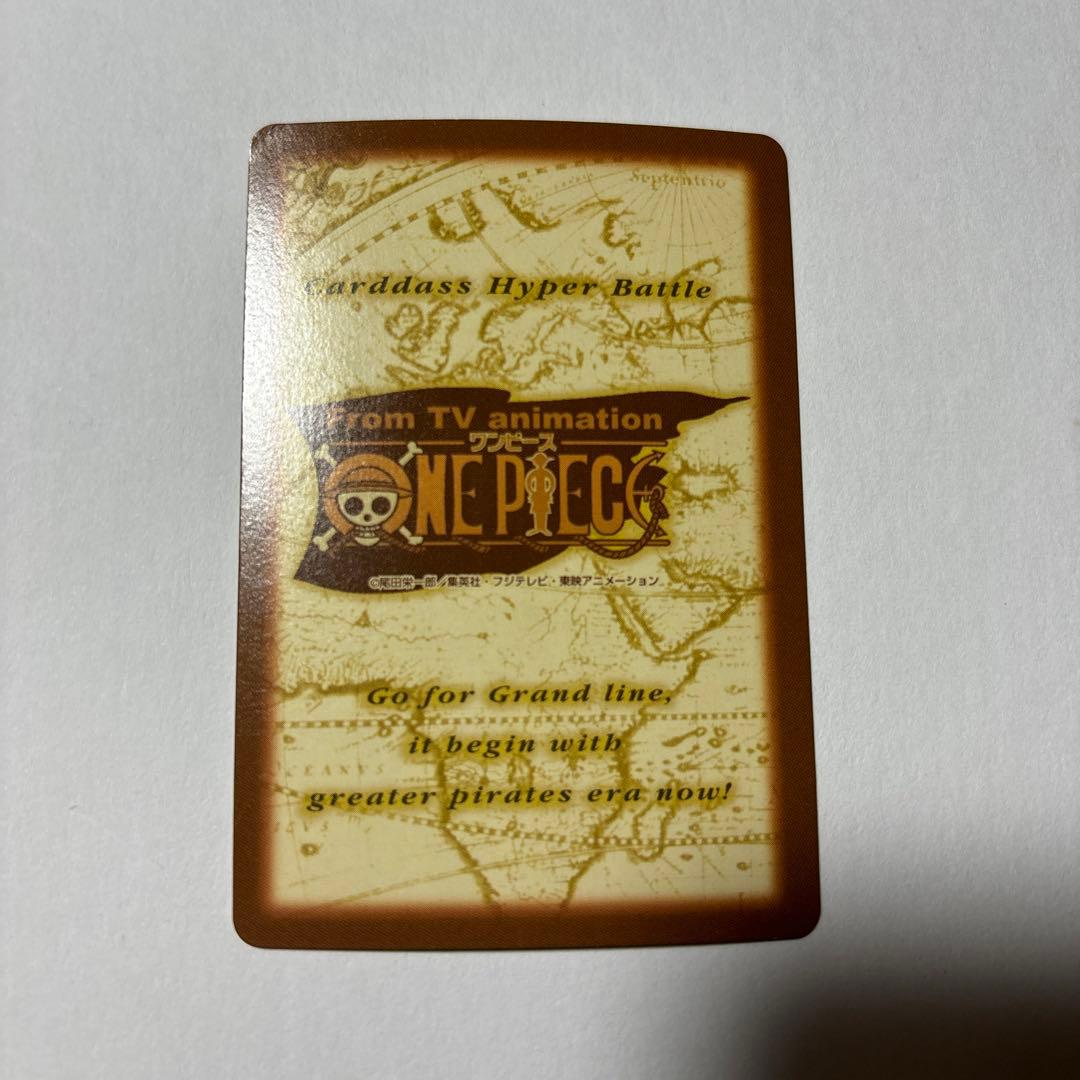 Septentrio
Carddass Hyper Battle
From TV animation
ワンピース
ONE PIECE
©尾田栄一郎/集英社・フジテレビ・東映アニメーション
Go for Grand line,
it begin with
greater pirates era now!